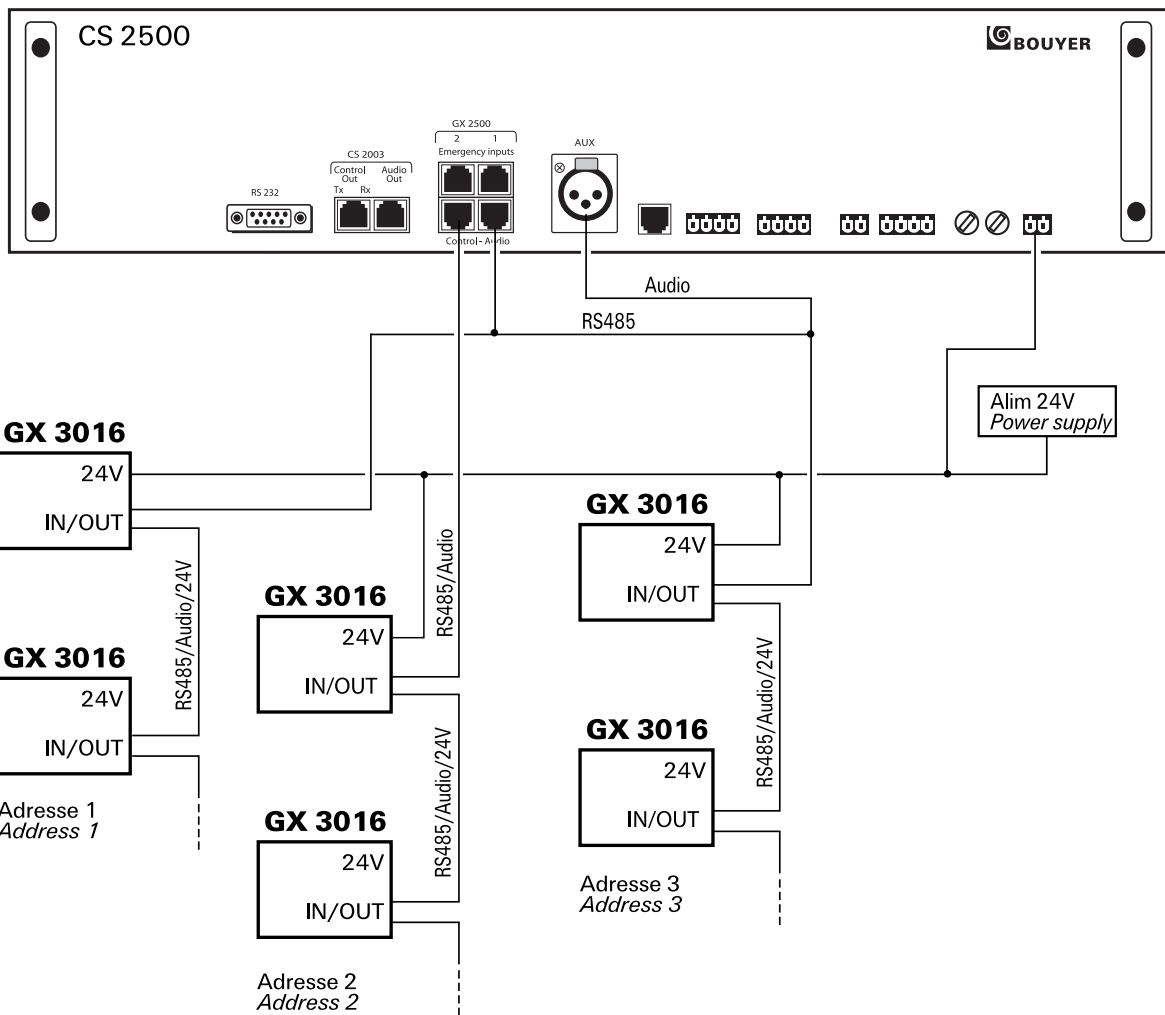 CS 2500
BOUYER
GX 2500
2 1
Emergency inputs
AUX
CS 2003
Control Out
Audio Out
Tx Rx
RS 232
Control - Audio
Audio
RS485
Alim 24V
Power supply
GX 3016
24V
IN/OUT
RS485/Audio/24V
GX 3016
24V
IN/OUT
Adresse 1
Address 1
RS485/Audio
GX 3016
24V
IN/OUT
RS485/Audio/24V
GX 3016
24V
IN/OUT
Adresse 2
Address 2
GX 3016
24V
IN/OUT
RS485/Audio/24V
GX 3016
24V
IN/OUT
Adresse 3
Address 3